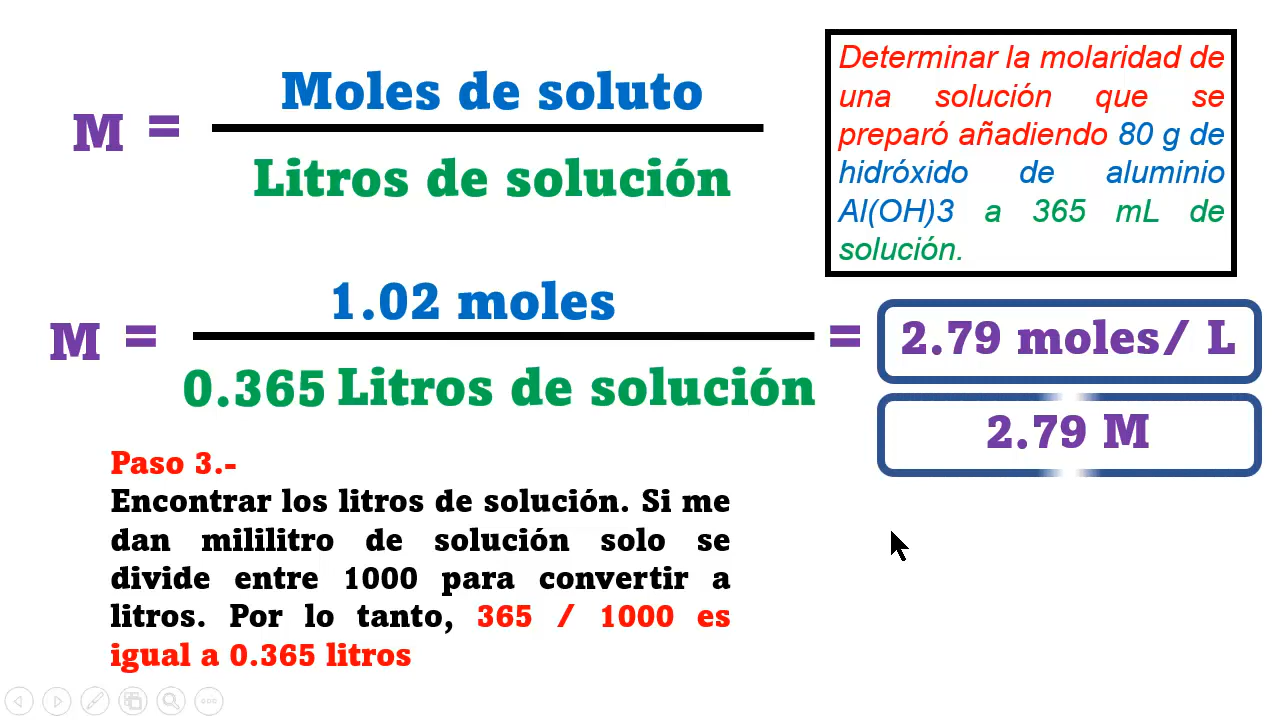 Moles de soluto
M =
Litros de solución
Determinar la molaridad de
una solución que se
preparó añadiendo 80 g de
hidróxido de aluminio
Al(OH)3 a 365 mL de
solución.
1.02 moles
M = =
0.365 Litros de solución
2.79 moles/ L
2.79 M
Paso 3.-
Encontrar los litros de solución. Si me
dan mililitro de solución solo se
divide entre 1000 para convertir a
litros. Por lo tanto, 365 / 1000 es
igual a 0.365 litros